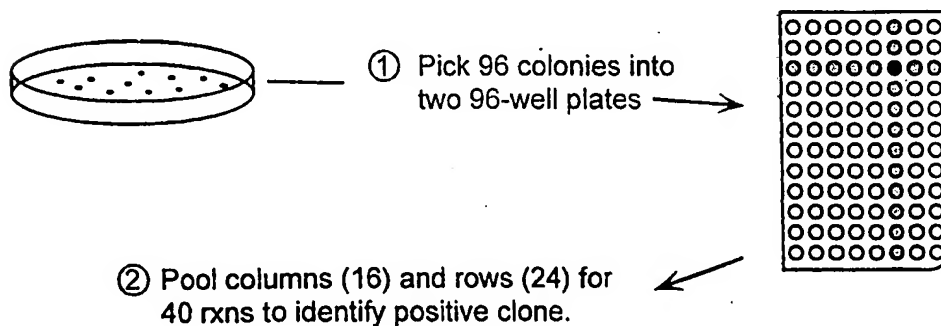 ① Pick 96 colonies into
two 96-well plates
② Pool columns (16) and rows (24) for
40 rxns to identify positive clone.